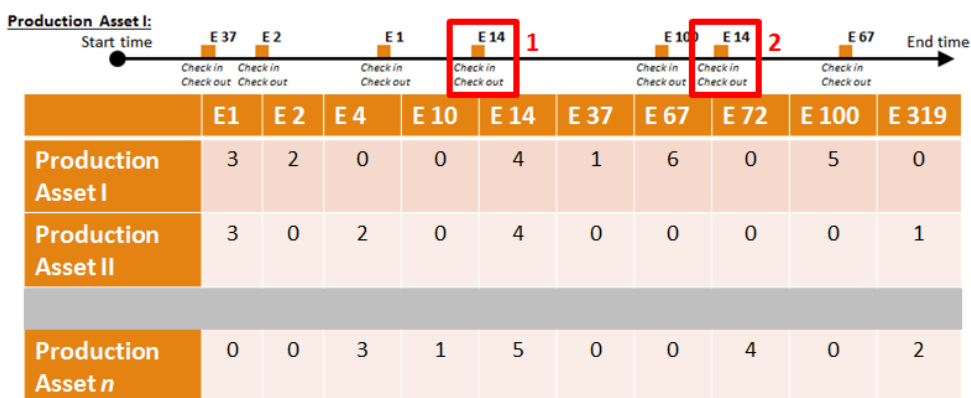 Production Asset I:
Start time
E 37 E 2 E 1 E 14 1 E 100 E 14 2 E 67 End time
Check in Check in Check in Check in Check in Check in Check in
Check out Check out Check out Check out Check out Check out Check out
E1 E 2 E 4 E 10 E 14 E 37 E 67 E 72 E 100 E 319
Production Asset I 3 2 0 0 4 1 6 0 5 0
Production Asset II 3 0 2 0 4 0 0 0 0 1
Production Asset n 0 0 3 1 5 0 0 4 0 2